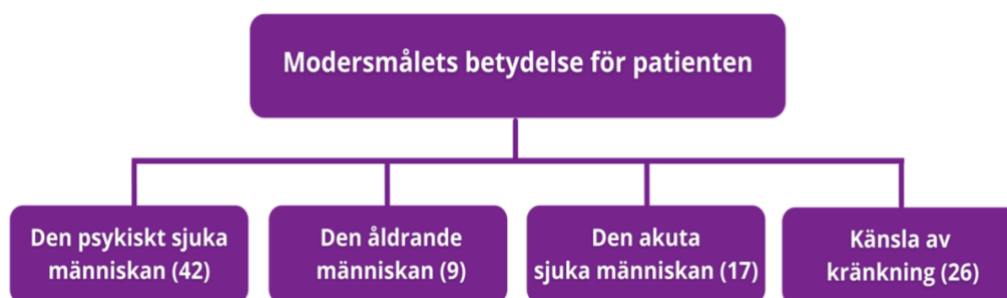 Modersmålets betydelse för patienten
Den psykiskt sjuka
människan (42)
Den åldrande
människan (9)
Den akuta
sjuka människan (17)
Känsla av
kränkning (26)